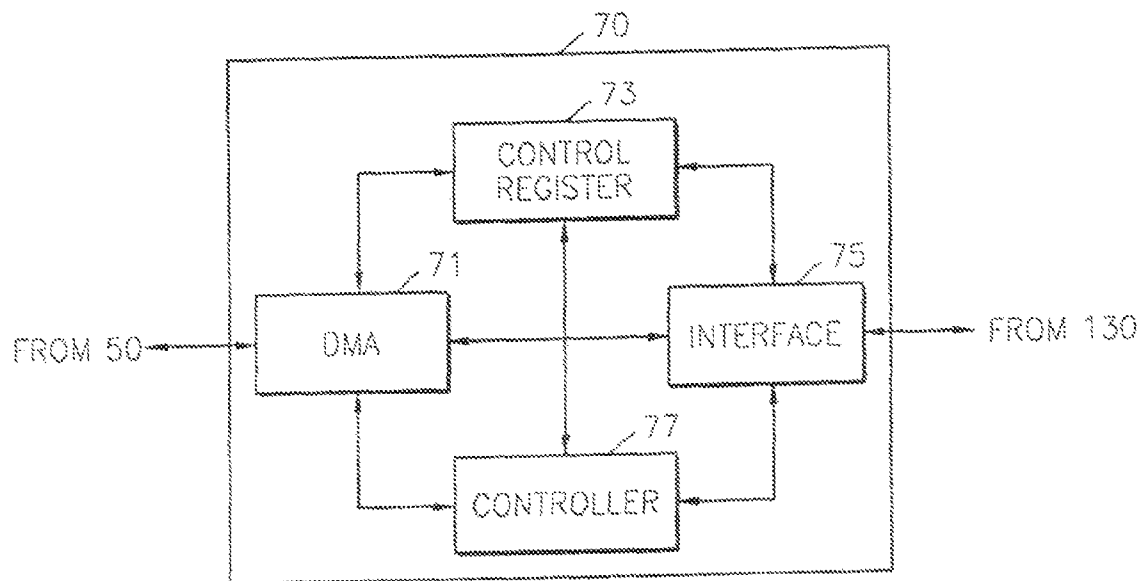 70
73
CONTROL
REGISTER
71
75
FROM 50
DMA
INTERFACE
FROM 130
77
CONTROLLER